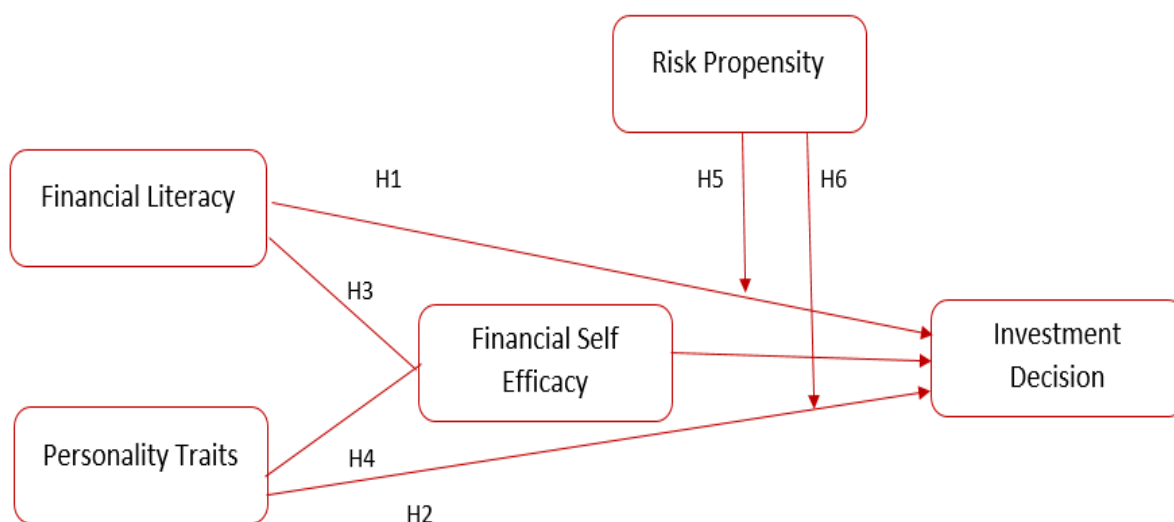 Risk Propensity
Financial Literacy
H1
H5
H6
H3
Financial Self
Efficacy
Investment
Decision
Personality Traits
H4
H2